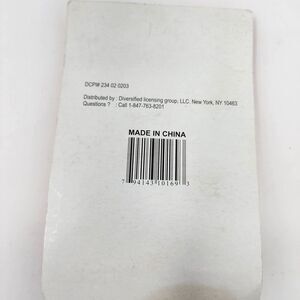 DCPI# 234 02 0203
Distributed by : Diversified licensing group, LLC. New York, NY 10463
Questions ? : Call 1-847-763-8201
MADE IN CHINA
7 94143 10169 3